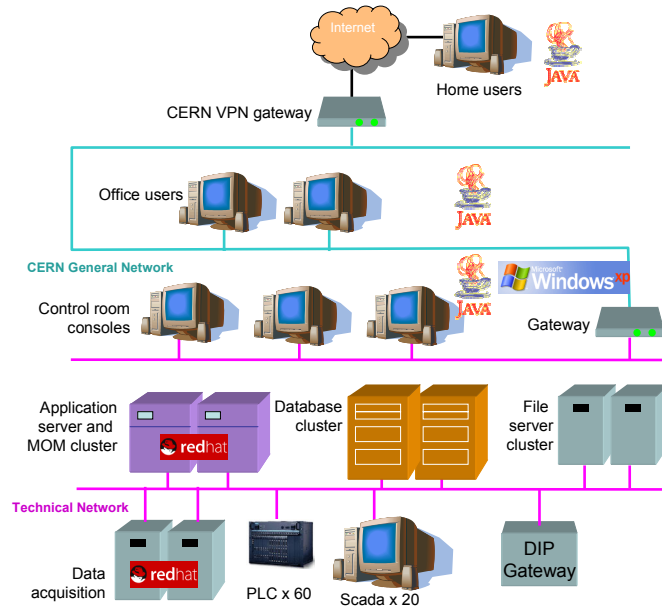 Internet
Home users
JAVA
CERN VPN gateway
Office users
JAVA
CERN General Network
Microsoft
Windows xp
JAVA
Control room
consoles
Gateway
Application
server and
MOM cluster
redhat
Database
cluster
File
server
cluster
Technical Network
Data
acquisition
redhat
PLC x 60
Scada x 20
DIP
Gateway